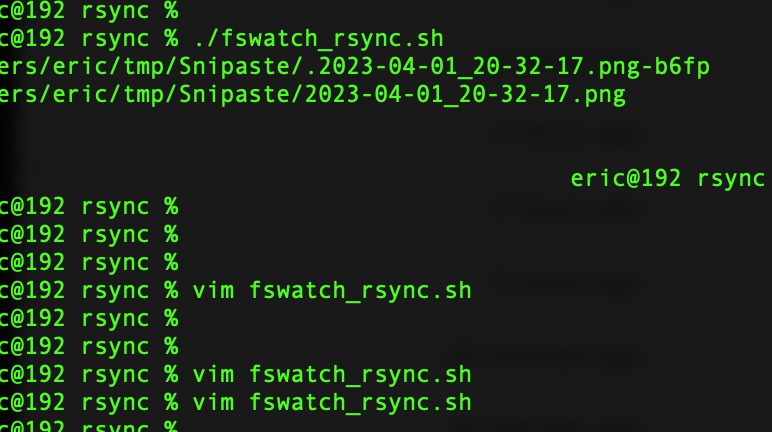 c@192 rsync %
c@192 rsync % ./fswatch_rsync.sh
ers/eric/tmp/Snipaste/.2023-04-01_20-32-17.png-b6fp
ers/eric/tmp/Snipaste/2023-04-01_20-32-17.png
eric@192 rsync
c@192 rsync %
c@192 rsync %
c@192 rsync %
c@192 rsync % vim fswatch_rsync.sh
c@192 rsync %
c@192 rsync %
c@192 rsync % vim fswatch_rsync.sh
c@192 rsync % vim fswatch_rsync.sh
c@192 rsync %